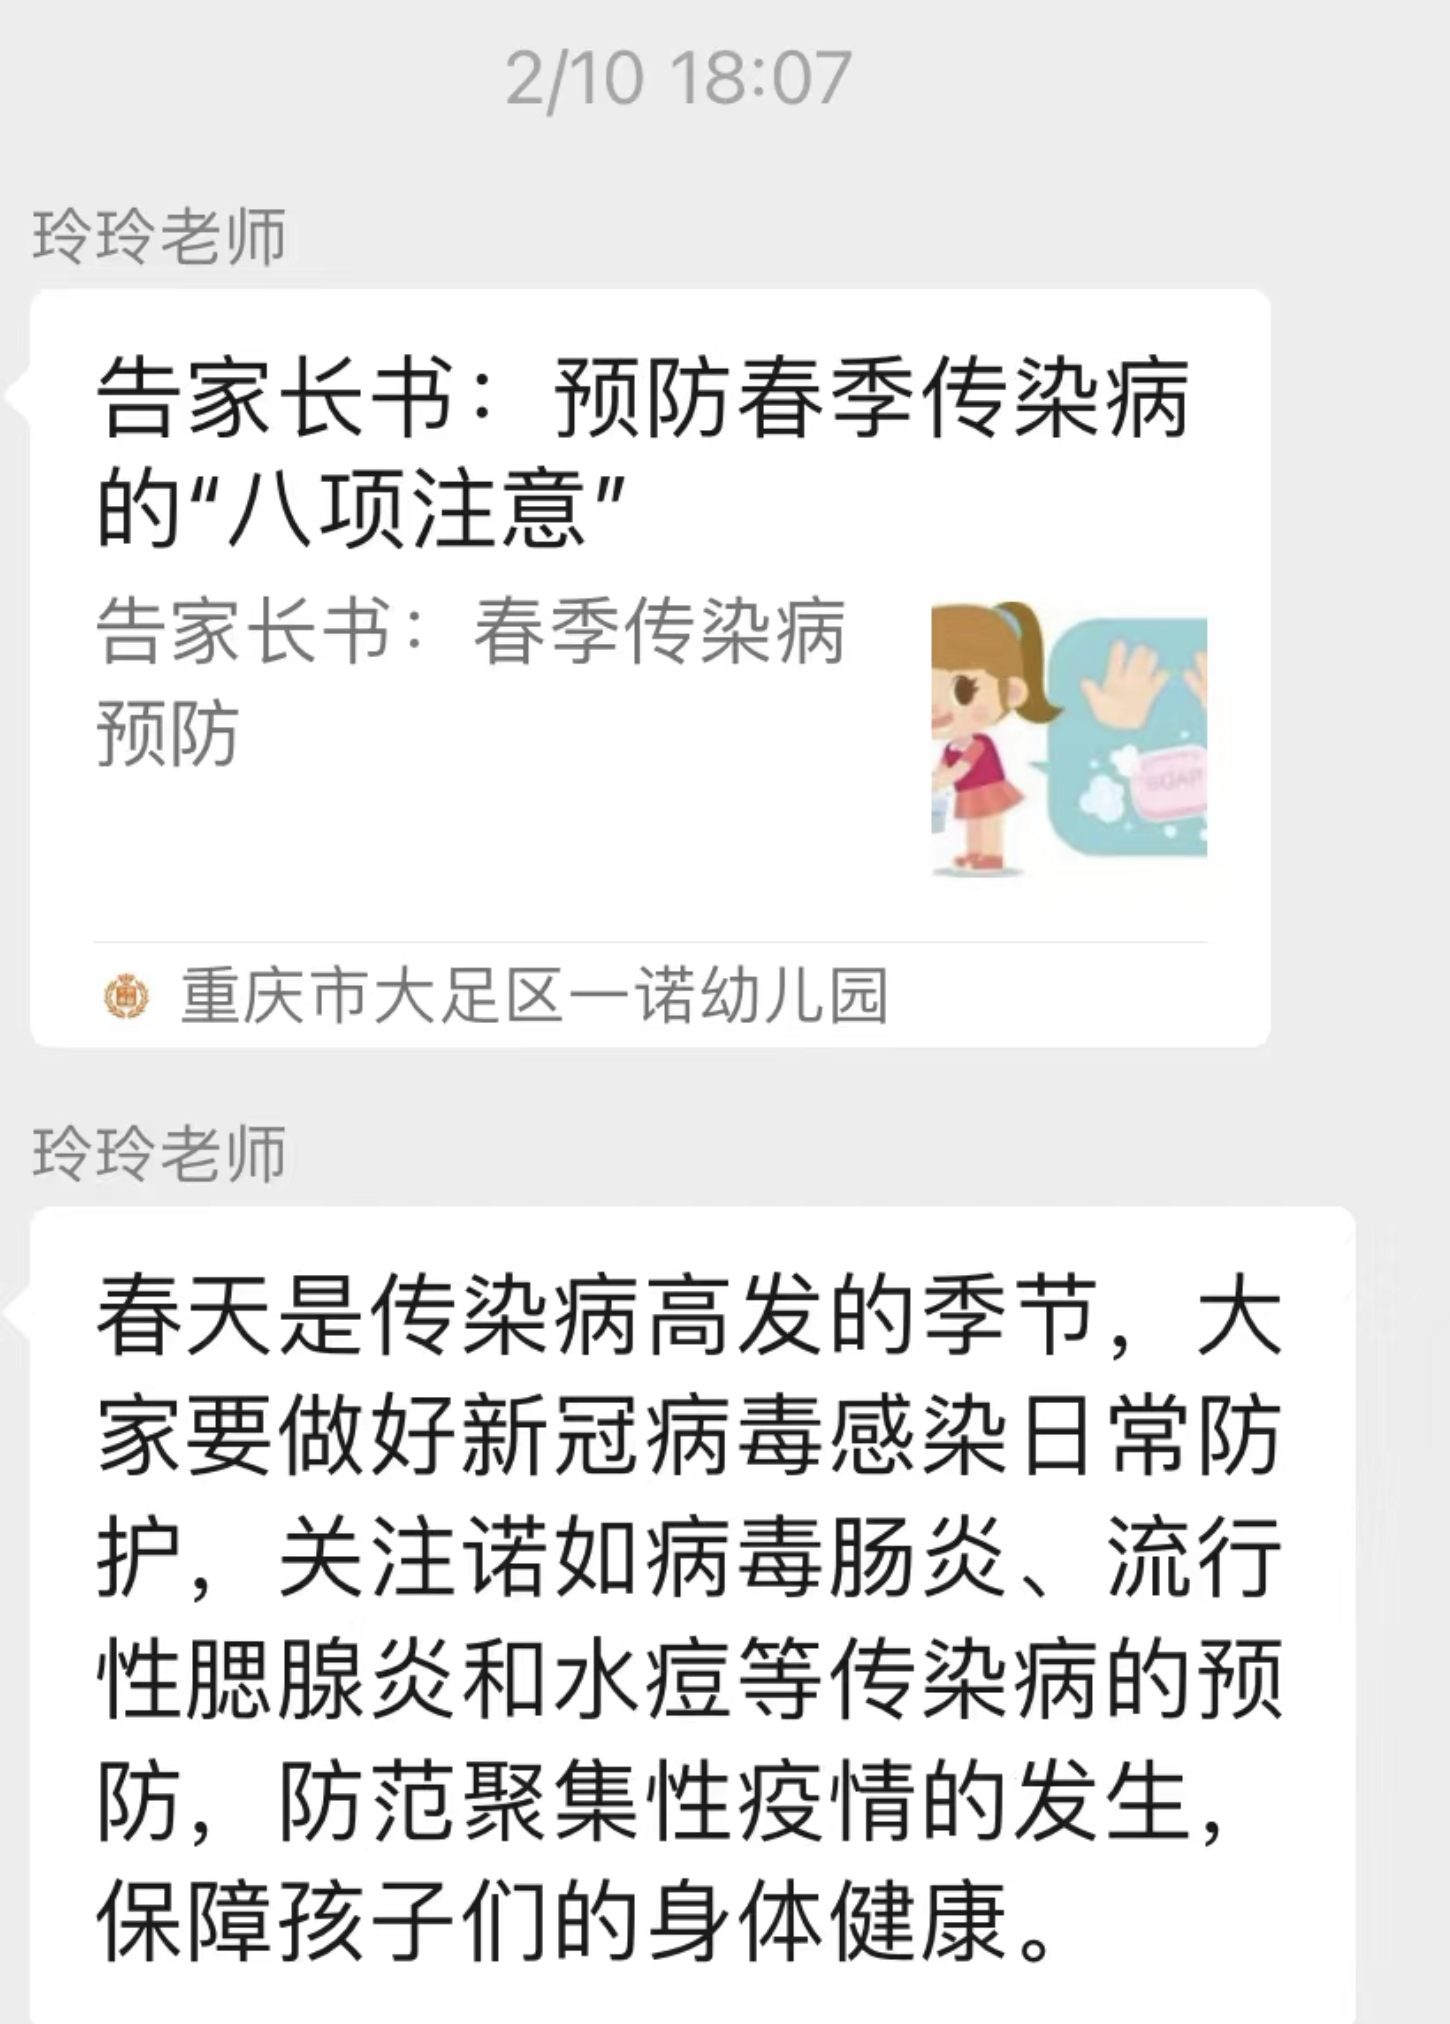 2/10 18:07
玲玲老师
告家长书：预防春季传染病
的“八项注意”
告家长书：春季传染病
预防
SOAP
重庆市大足区一诺幼儿园
玲玲老师
春天是传染病高发的季节，大
家要做好新冠病毒感染日常防
护，关注诺如病毒肠炎、流行
性腮腺炎和水痘等传染病的预
防，防范聚集性疫情的发生，
保障孩子们的身体健康。